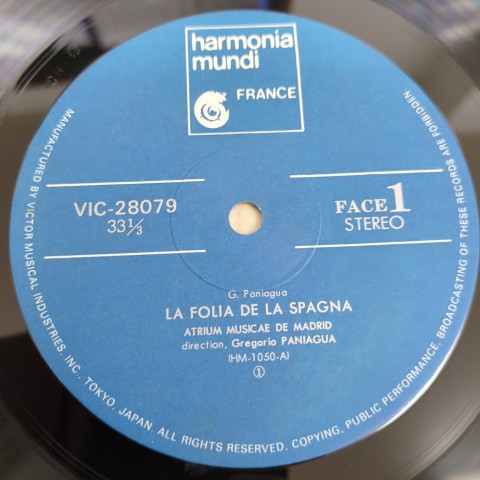 harmonia
mundi
FRANCE
VIC-28079
33⅓
FACE 1
STEREO
G. Paniagua
LA FOLIA DE LA SPAGNA
ATRIUM MUSICAE DE MADRID
direction, Gregorio PANIAGUA
(HM-1050-A)
①
MANUFACTURED BY VICTOR MUSICAL INDUSTRIES, INC. TOKYO, JAPAN ALL RIGHTS RESERVED. COPYING, PUBLIC PERFORMANCE, BROADCASTING OF THESE RECORDS ARE FORBIDDEN